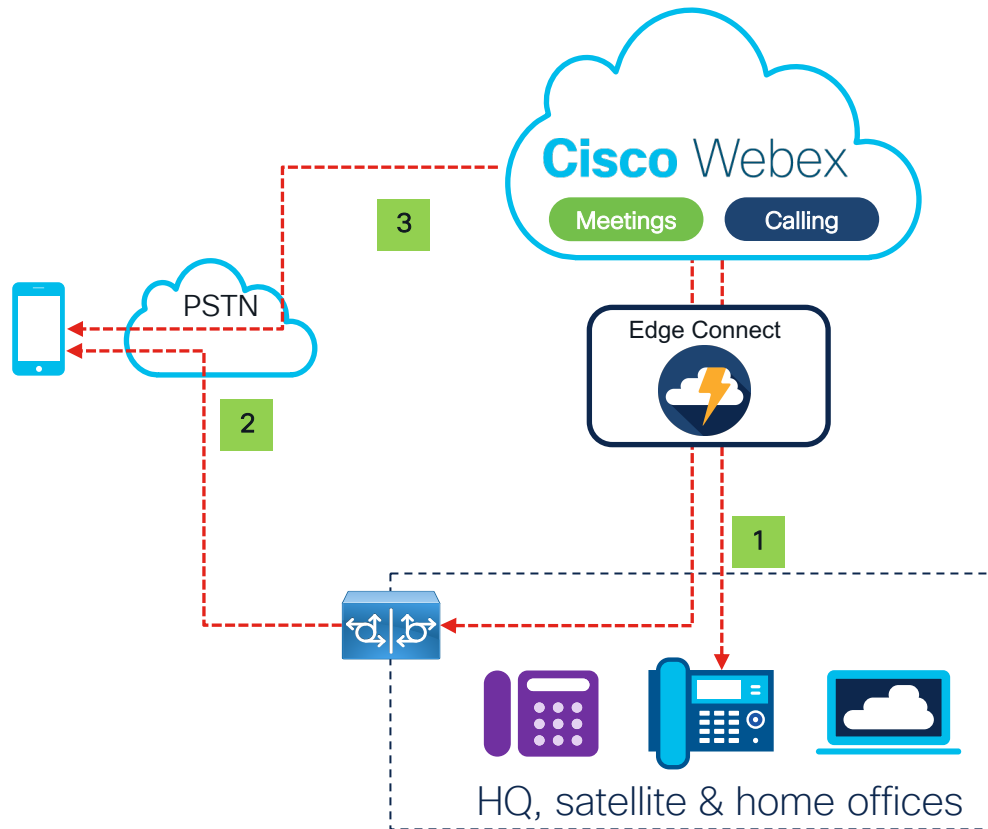 Cisco Webex
Meetings
Calling
3
PSTN
Edge Connect
2
1
HQ, satellite & home offices